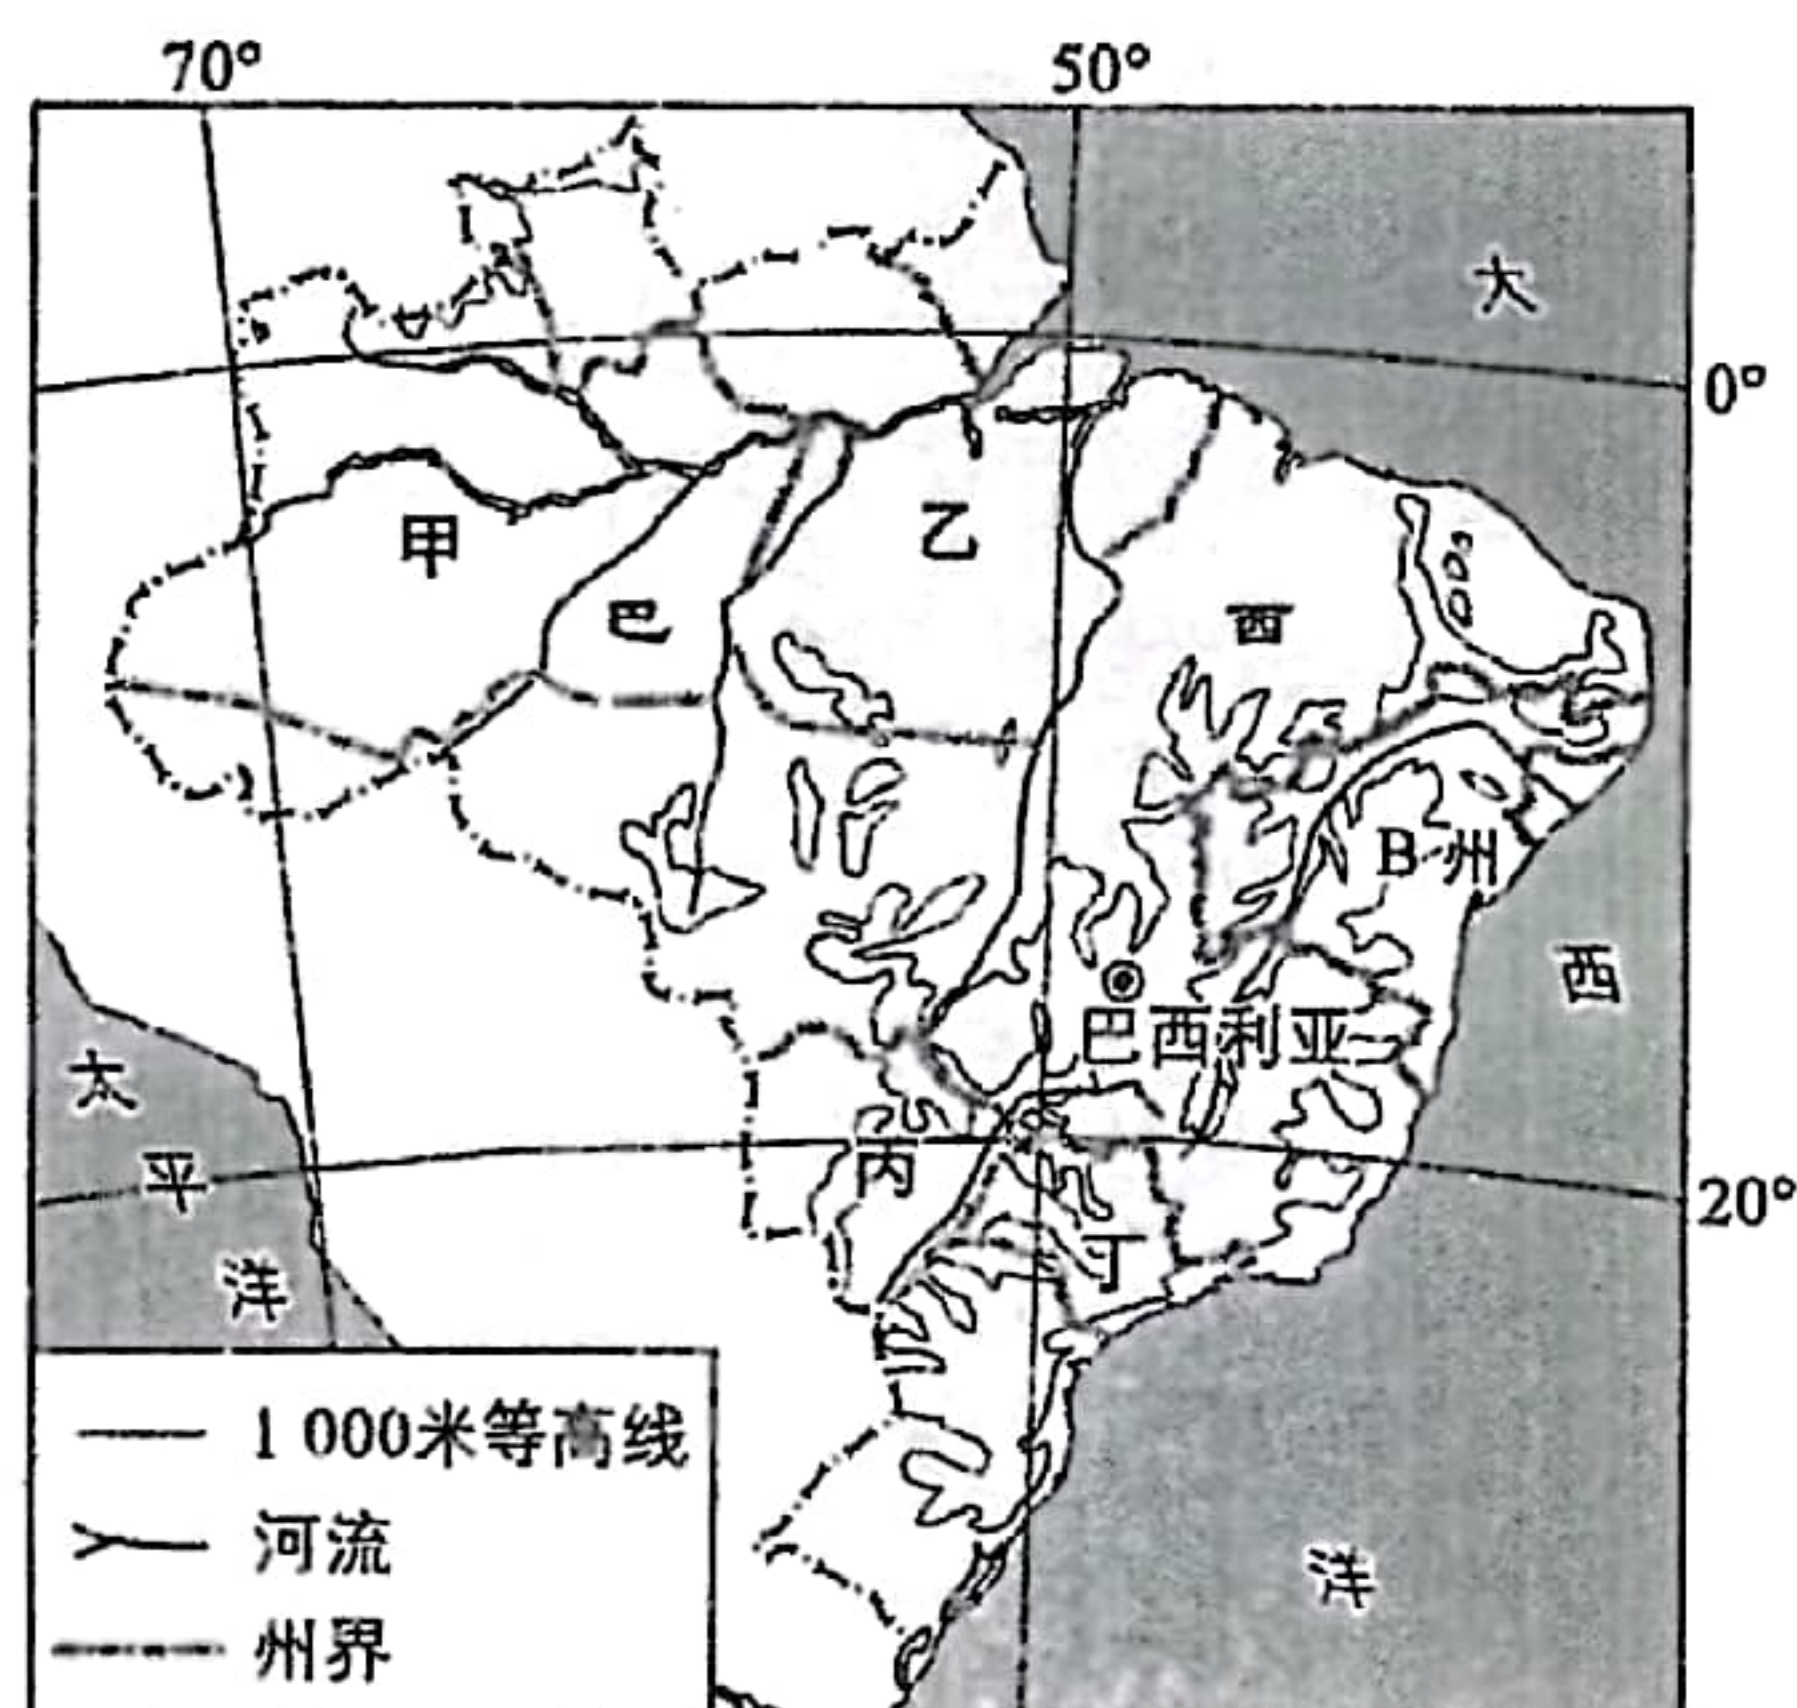 70° 50°
大
0°
甲 乙
巴 西
B 州
西
巴西利亚
太
平
洋
丙
20°
丁
洋
1 000米等高线
河流
州界